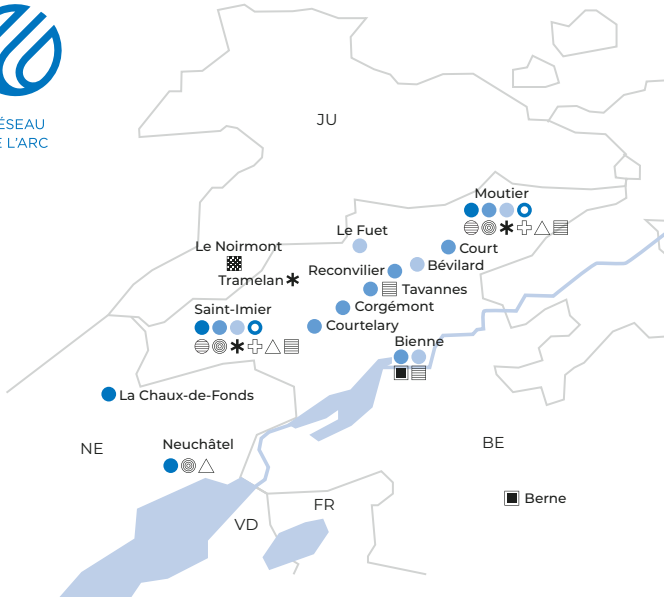 ÉSEAU
E L'ARC
JU
Moutier
Le Fuet
Court
Le Noirmont
Bévilard
Reconvilier
Tramelan
Tavannes
Saint-Imier
Corgémont
Courtelary
Bienne
La Chaux-de-Fonds
Neuchâtel
NE
BE
Berne
FR
VD